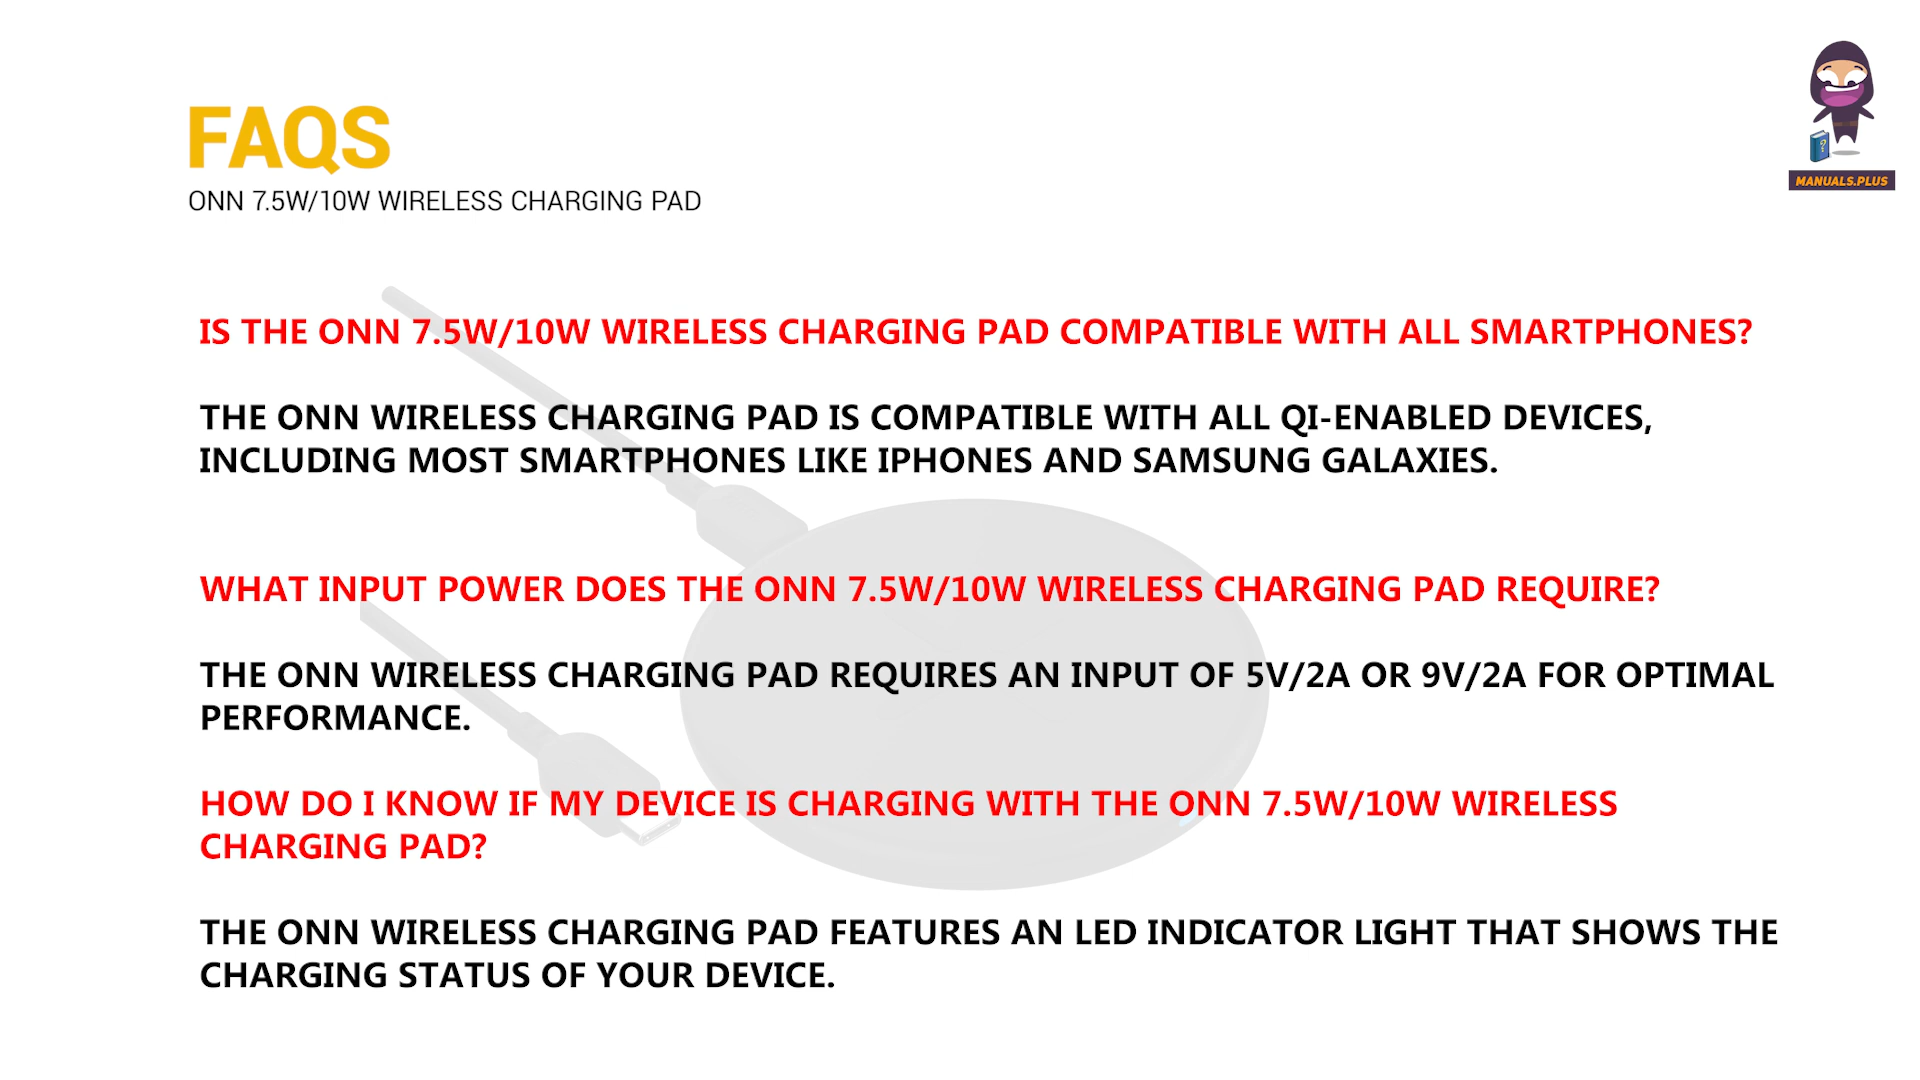 FAQS
ONN 7.5W/10W WIRELESS CHARGING PAD
MANUALS.PLUS
IS THE ONN 7.5W/10W WIRELESS CHARGING PAD COMPATIBLE WITH ALL SMARTPHONES?
THE ONN WIRELESS CHARGING PAD IS COMPATIBLE WITH ALL QI-ENABLED DEVICES,
INCLUDING MOST SMARTPHONES LIKE IPHONES AND SAMSUNG GALAXIES.
WHAT INPUT POWER DOES THE ONN 7.5W/10W WIRELESS CHARGING PAD REQUIRE?
THE ONN WIRELESS CHARGING PAD REQUIRES AN INPUT OF 5V/2A OR 9V/2A FOR OPTIMAL
PERFORMANCE.
HOW DO I KNOW IF MY DEVICE IS CHARGING WITH THE ONN 7.5W/10W WIRELESS
CHARGING PAD?
THE ONN WIRELESS CHARGING PAD FEATURES AN LED INDICATOR LIGHT THAT SHOWS THE
CHARGING STATUS OF YOUR DEVICE.